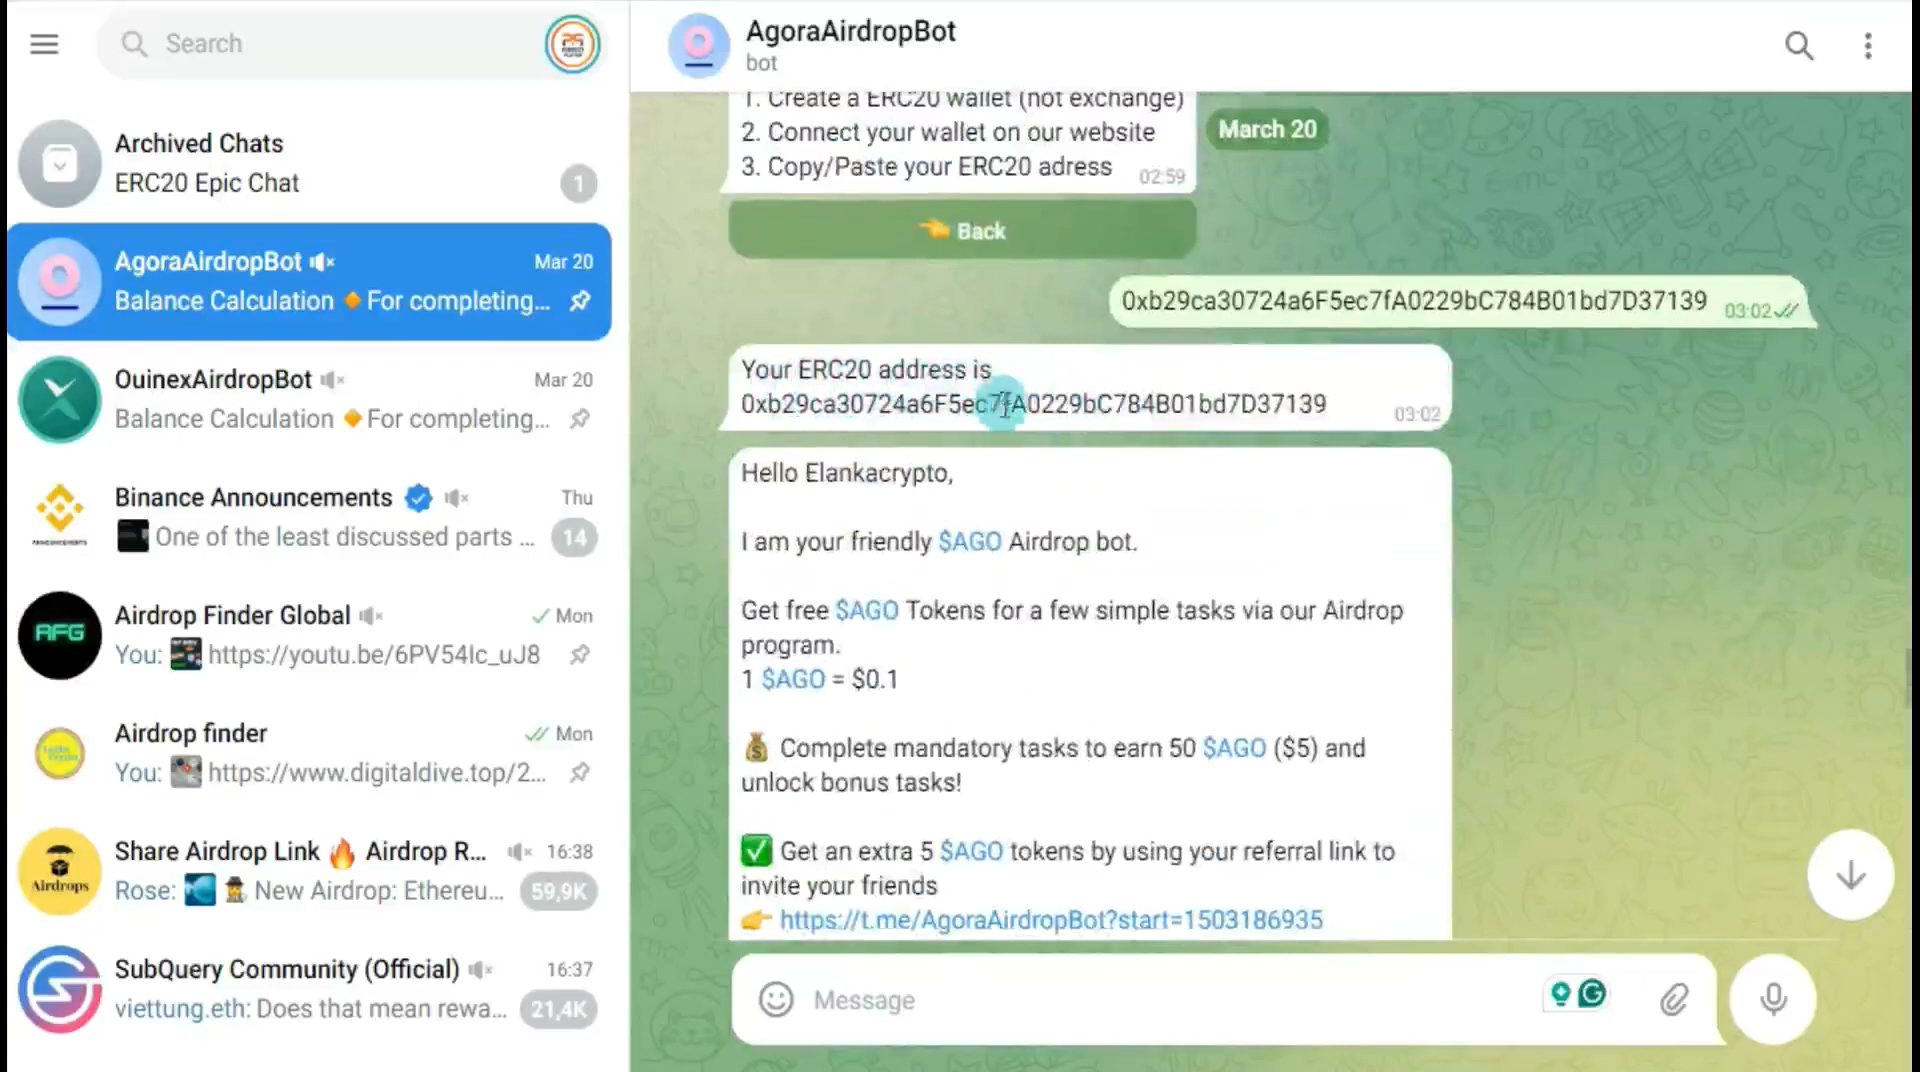 Search
Archived Chats
ERC20 Epic Chat
1
AgoraAirdropBot
Mar 20
Balance Calculation 🔸For completing...
OuinexAirdropBot
Mar 20
Balance Calculation 🔸For completing...
Binance Announcements
Thu
One of the least discussed parts ...
14
AFG
Airdrop Finder Global
Mon
You: https://youtu.be/6PV54Ic_uJ8
Airdrop finder
Mon
You: https://www.digitaldive.top/2...
Airdrops
Share Airdrop Link 🔥 Airdrop R...
16:38
Rose: New Airdrop: Ethereu...
59,9K
SubQuery Community (Official)
16:37
viettung.eth: Does that mean rewa...
21,4K
AgoraAirdropBot
bot
1. Create a ERC20 wallet (not exchange)
2. Connect your wallet on our website
3. Copy/Paste your ERC20 adress
02:59
March 20
👈 Back
0xb29ca30724a6F5ec7fA0229bC784B01bd7D37139
03:02
Your ERC20 address is
0xb29ca30724a6F5ec7fA0229bC784B01bd7D37139
03:02
Hello Elankacrypto,
I am your friendly $AGO Airdrop bot.
Get free $AGO Tokens for a few simple tasks via our Airdrop
program.
1 $AGO = $0.1
💰 Complete mandatory tasks to earn 50 $AGO ($5) and
unlock bonus tasks!
✅ Get an extra 5 $AGO tokens by using your referral link to
invite your friends
👉 https://t.me/AgoraAirdropBot?start=1503186935
Message